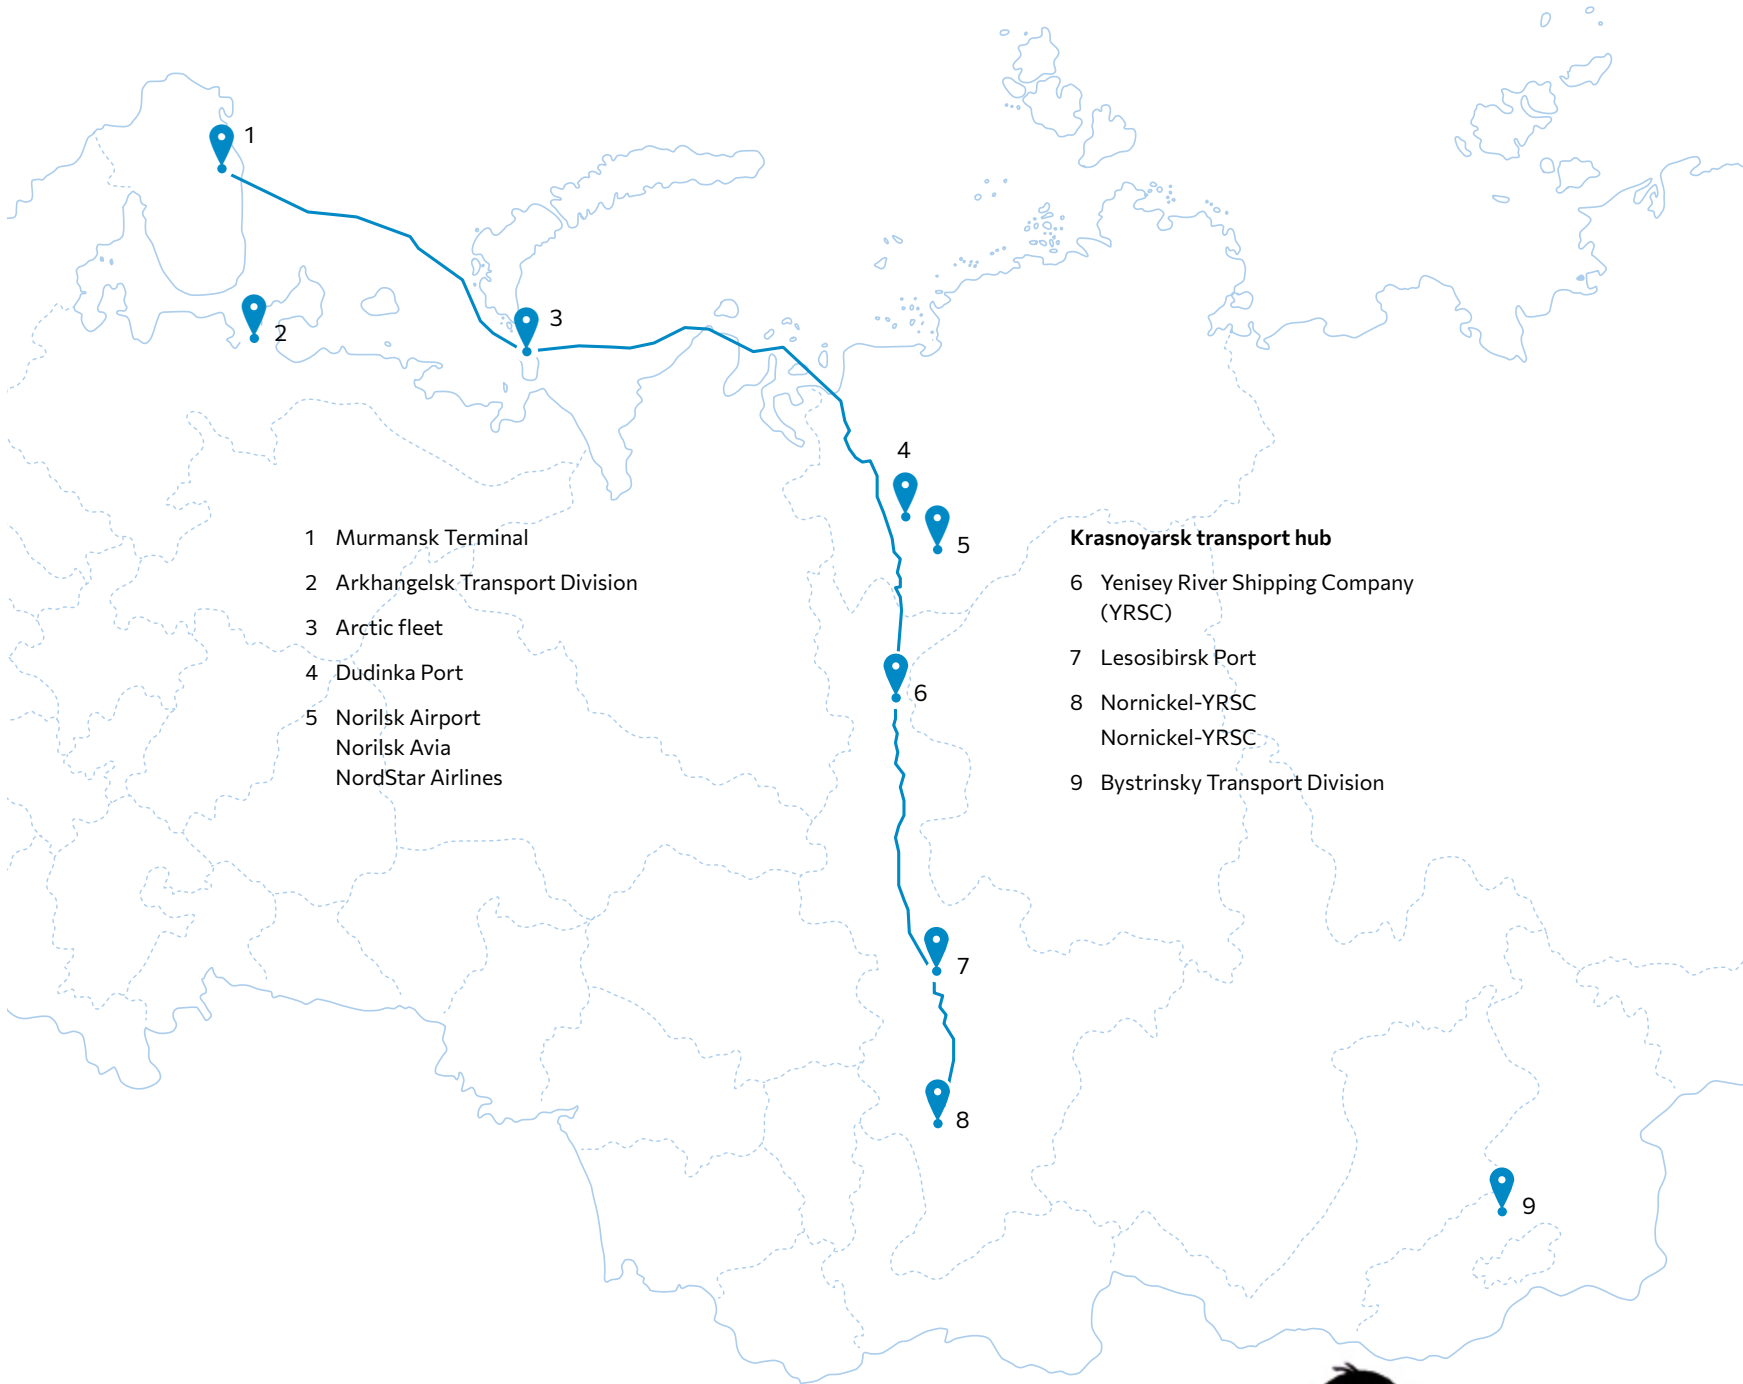 1
2
3
4
5
1 Murmansk Terminal
2 Arkhangelsk Transport Division
3 Arctic fleet
4 Dudinka Port
5 Norilsk Airport
Norilsk Avia
NordStar Airlines
Krasnoyarsk transport hub
6 Yenisey River Shipping Company
(YRSC)
7 Lesosibirsk Port
8 Nornickel-YRSC
Nornickel-YRSC
9 Bystrinsky Transport Division
6
7
8
9